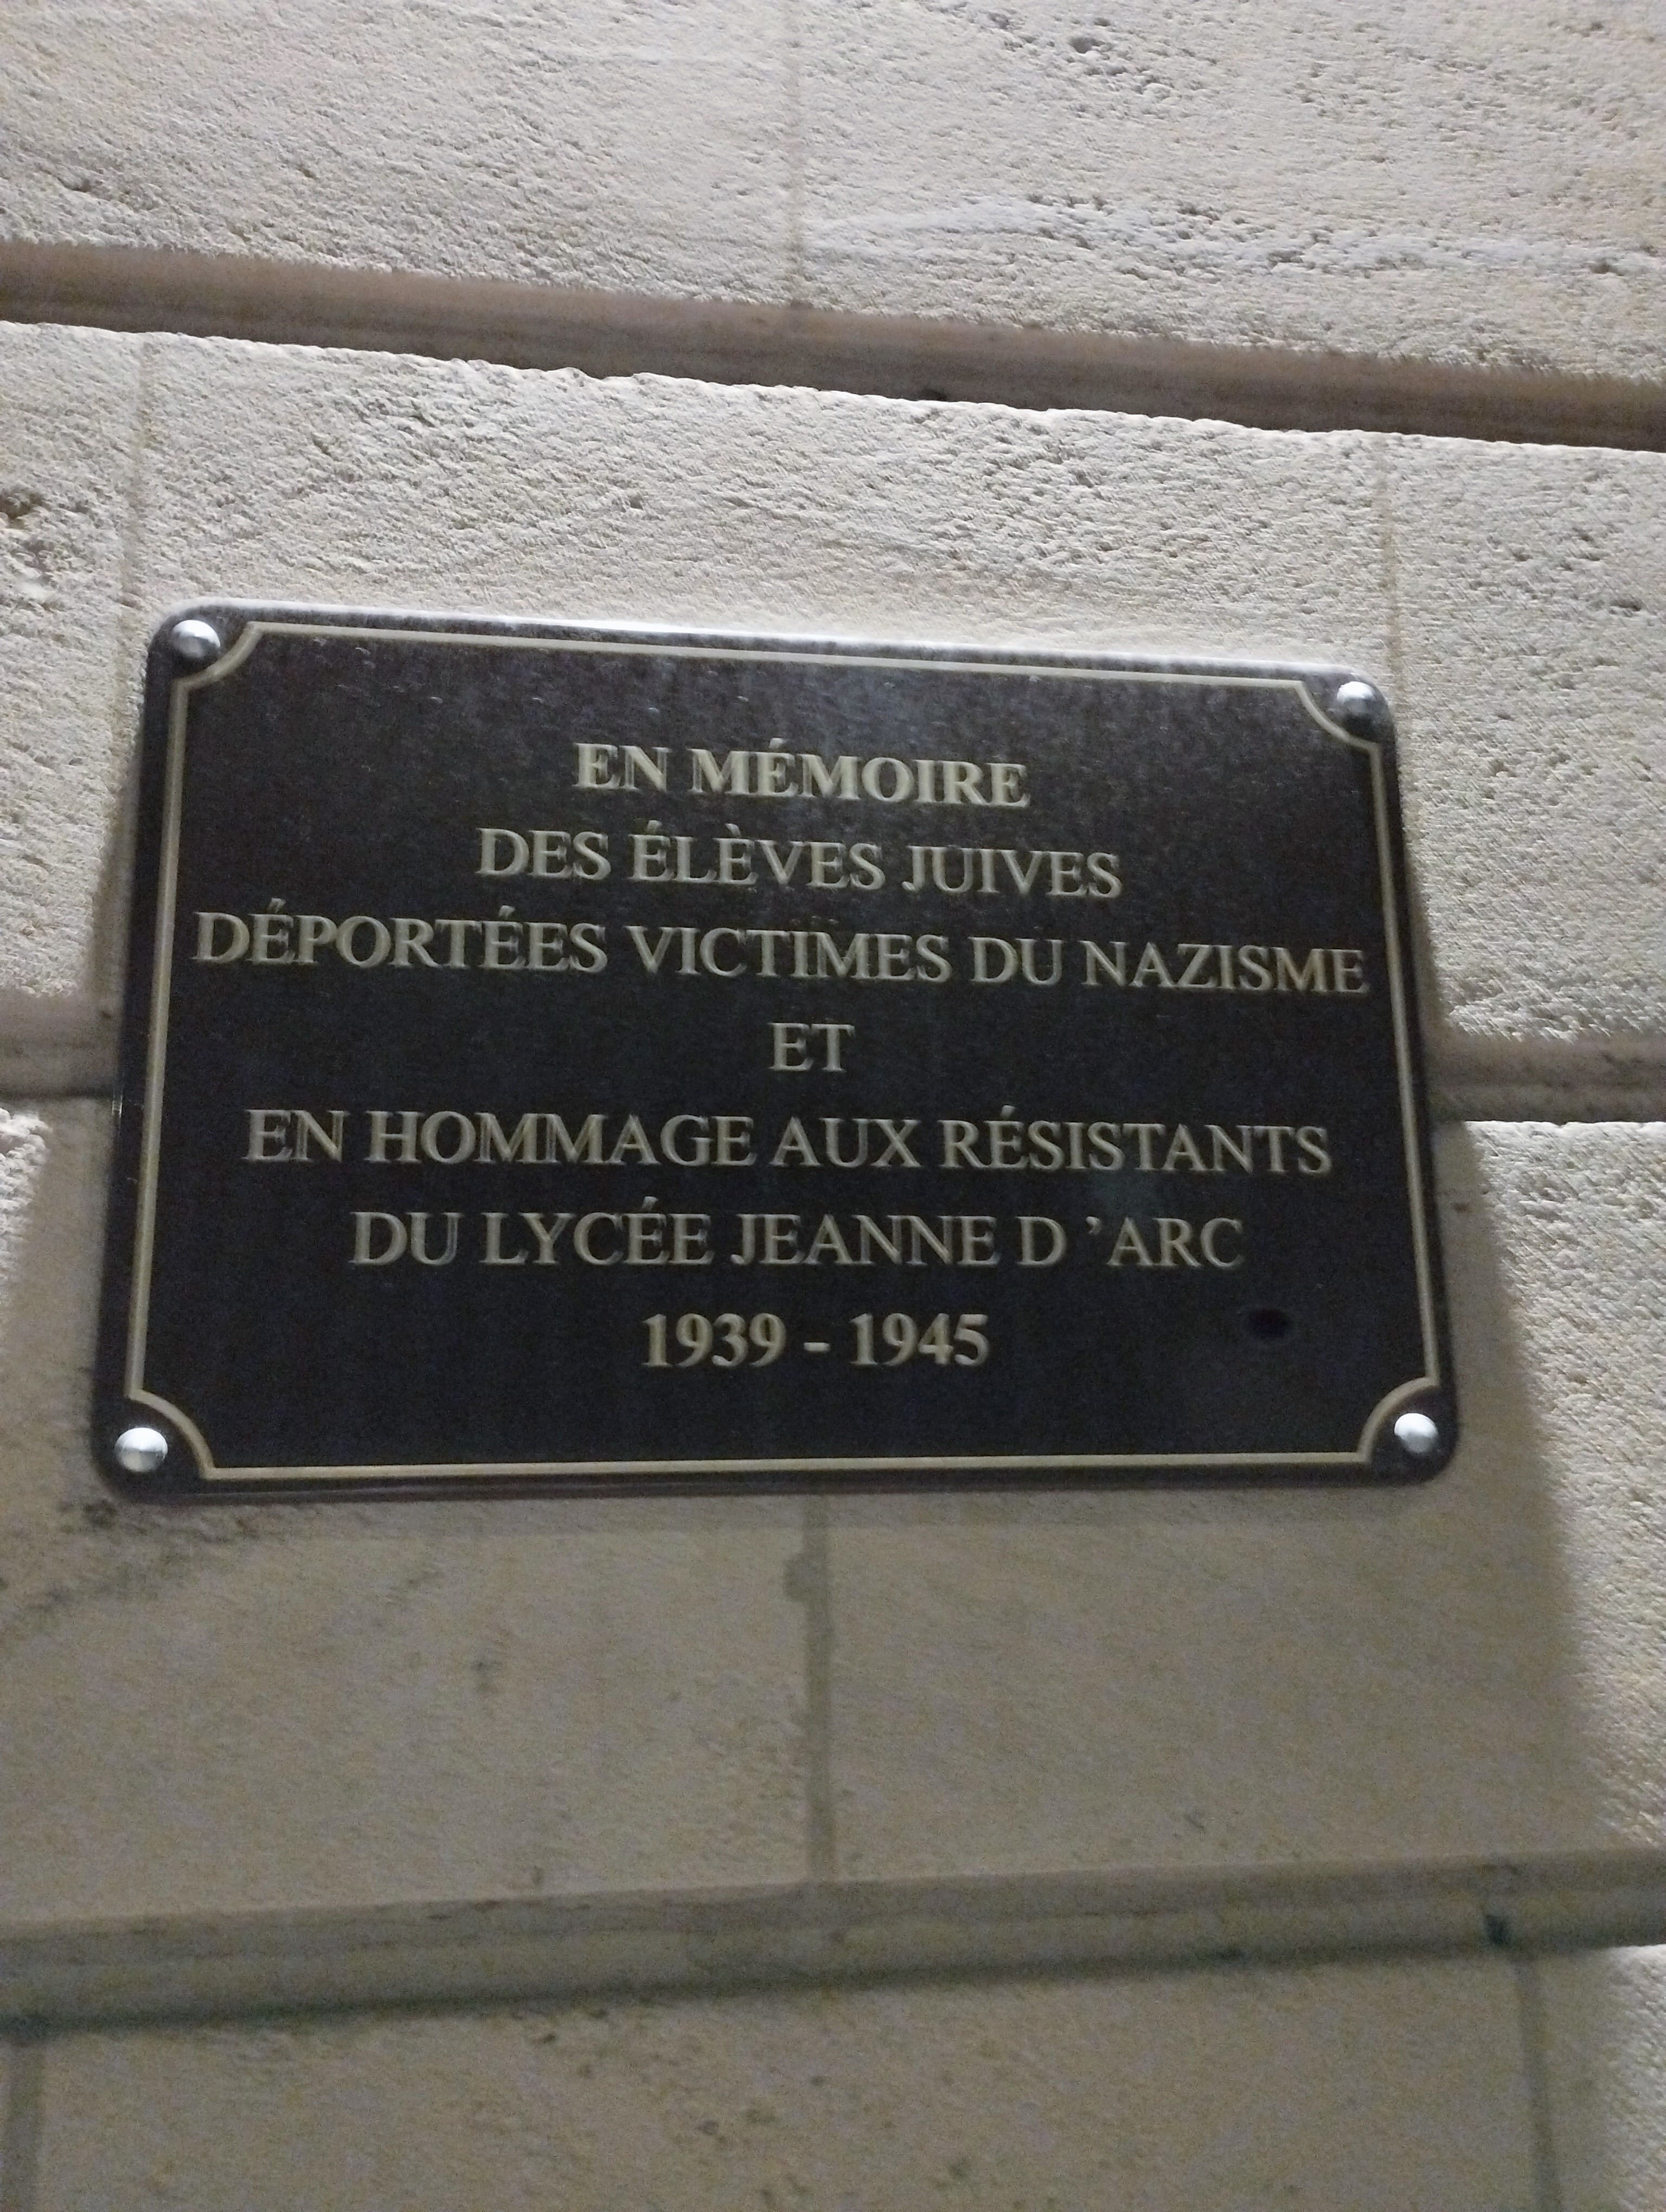 EN MÉMOIRE
DES ÉLÈVES JUIVES
DÉPORTÉES VICTIMES DU NAZISME
ET
EN HOMMAGE AUX RÉSISTANTS
DU LYCÉE JEANNE D 'ARC
1939 - 1945